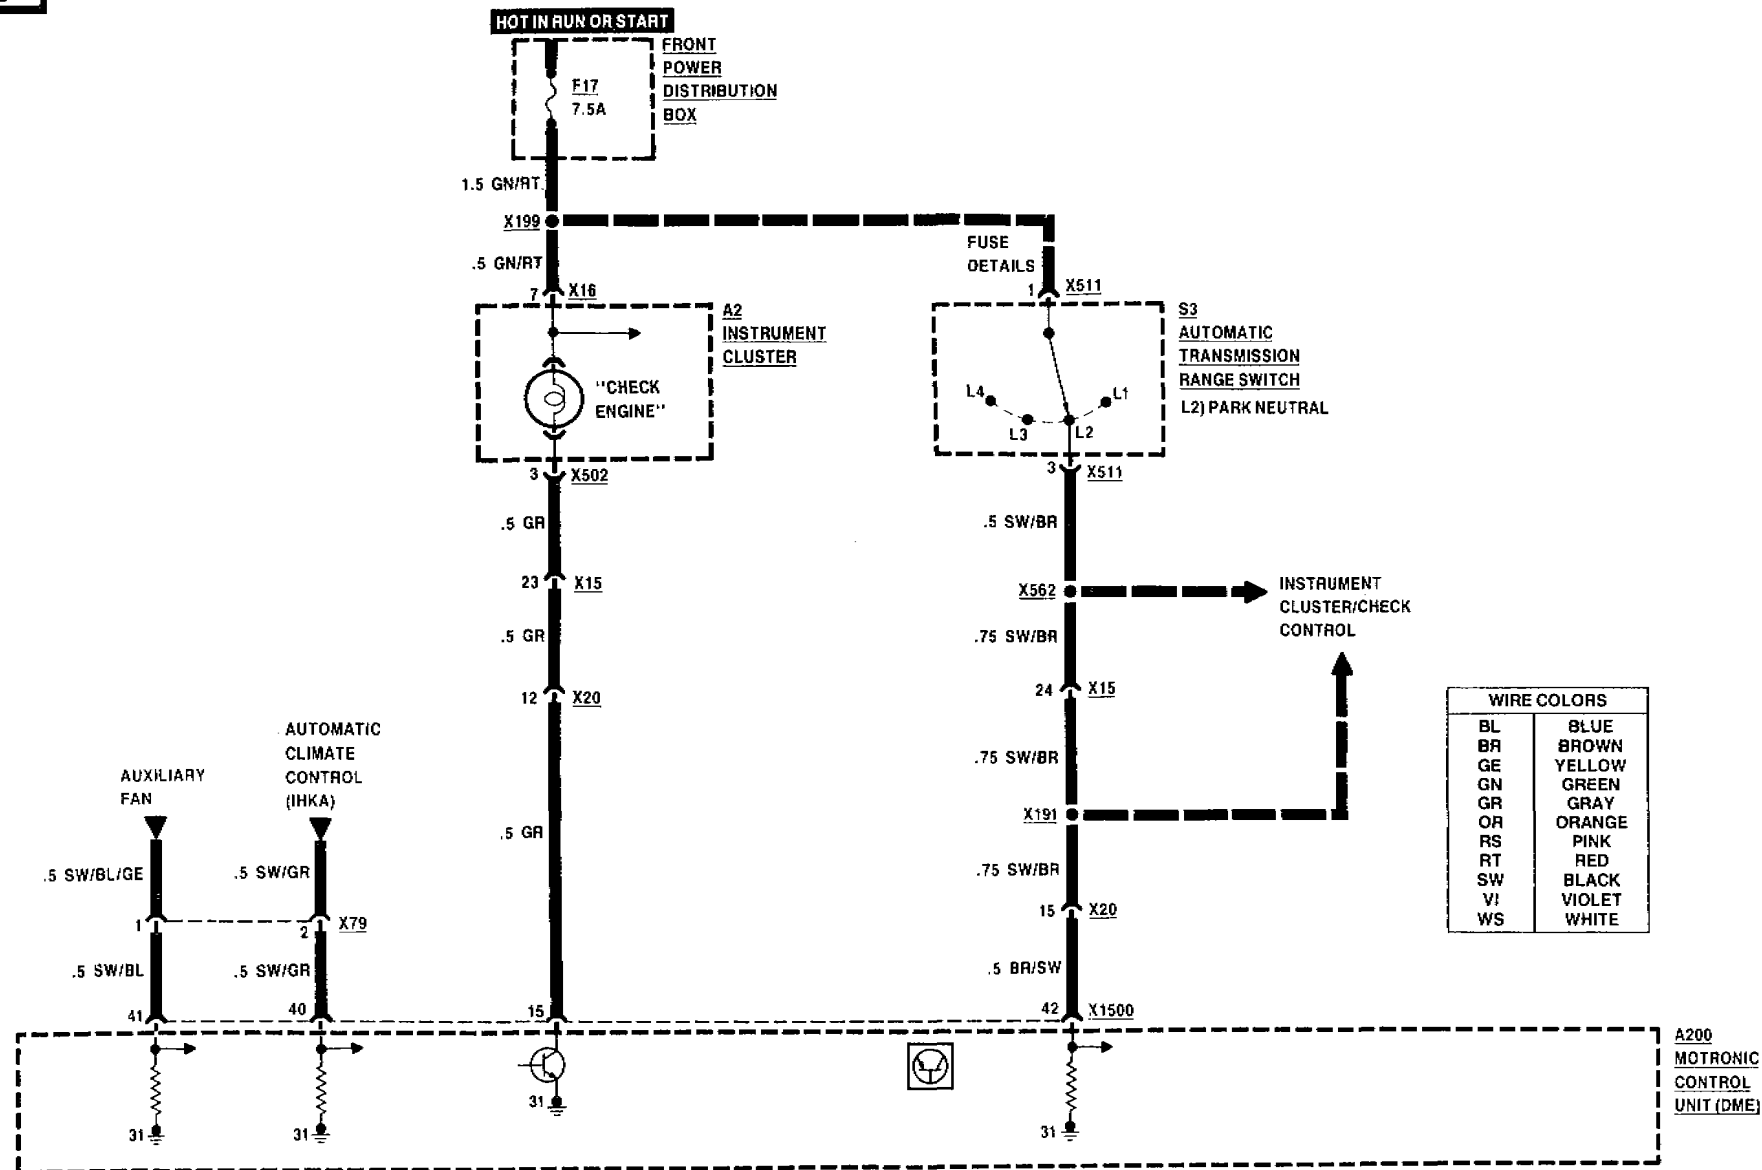 HOT IN RUN OR START
FRONT
POWER
DISTRIBUTION
BOX
F17
7.5A
1.5 GN/RT
X199
FUSE
DETAILS
.5 GN/RT
7 X16
1 X511
A2
INSTRUMENT
CLUSTER
"CHECK
ENGINE"
S3
AUTOMATIC
TRANSMISSION
RANGE SWITCH
L2) PARK NEUTRAL
L4
L3
L2
L1
3 X502
3 X511
.5 GR
.5 SW/BR
23 X15
X562
INSTRUMENT
CLUSTER/CHECK
CONTROL
.5 GR
.75 SW/BR
12 X20
24 X15
.5 GR
.75 SW/BR
X191
.75 SW/BR
15 X20
.5 BR/SW
AUXILIARY
FAN
AUTOMATIC
CLIMATE
CONTROL
(IHKA)
.5 SW/BL/GE
.5 SW/GR
1
2 X79
.5 SW/BL
.5 SW/GR
41
40
15
42 X1500
WIRE COLORS
BL BLUE
BR BROWN
GE YELLOW
GN GREEN
GR GRAY
OR ORANGE
RS PINK
RT RED
SW BLACK
VI VIOLET
WS WHITE
A200
MOTRONIC
CONTROL
UNIT (DME)
31
31
31
31